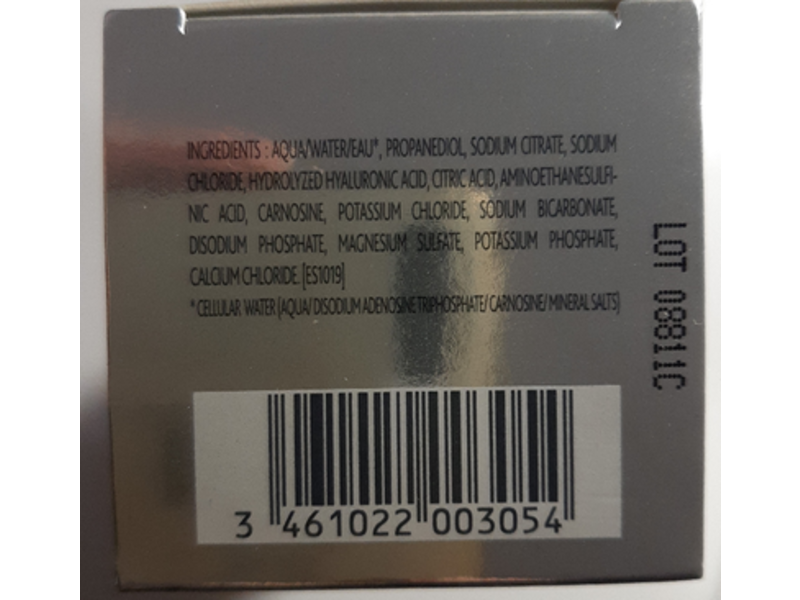 INGREDIENTS : AQUA/WATER/EAU*, PROPANEDIOL, SODIUM CITRATE, SODIUM
CHLORIDE, HYDROLYZED HYALURONIC ACID, CITRIC ACID, AMINOETHANESULFI-
NIC ACID, CARNOSINE, POTASSIUM CHLORIDE, SODIUM BICARBONATE,
DISODIUM PHOSPHATE, MAGNESIUM SULFATE, POTASSIUM PHOSPHATE,
CALCIUM CHLORIDE. [ES1019]
* CELLULAR WATER (AQUA/ DISODIUM ADENOSINE TRIPHOSPHATE/ CARNOSINE/ MINERAL SALTS)
LOT 08811C
3 461022 003054